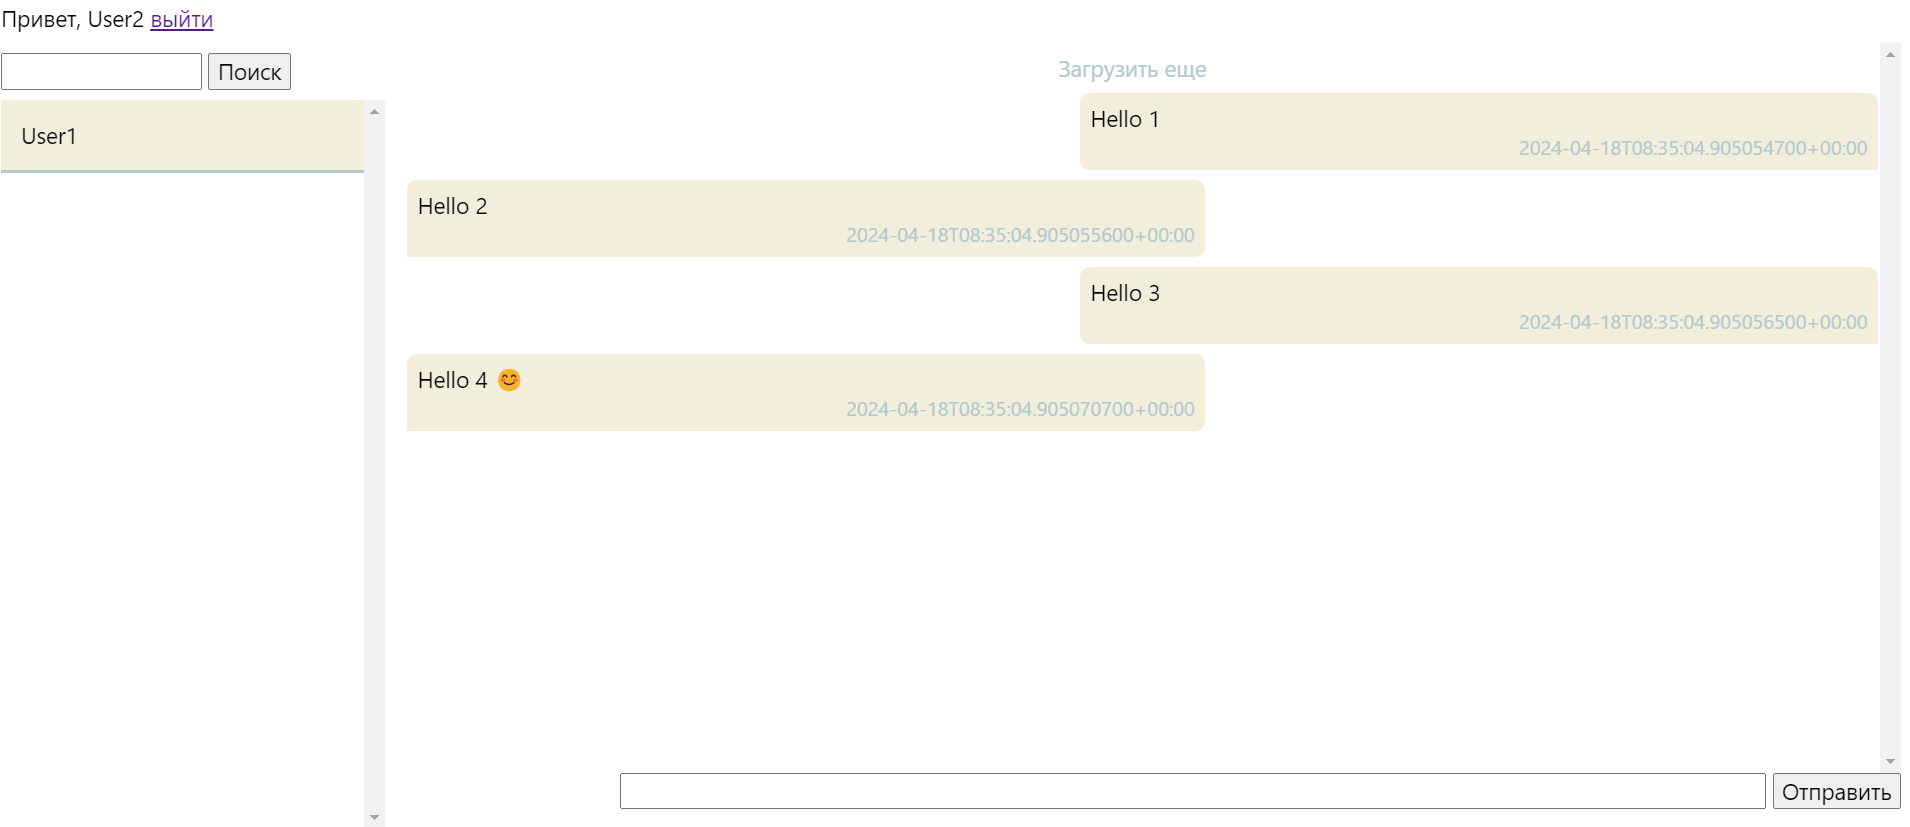 Привет, User2 выйти
Поиск
User1
Загрузить еще
Hello 1
2024-04-18T08:35:04.905054700+00:00
Hello 2
2024-04-18T08:35:04.905055600+00:00
Hello 3
2024-04-18T08:35:04.905056500+00:00
Hello 4 😊
2024-04-18T08:35:04.905070700+00:00
Отправить